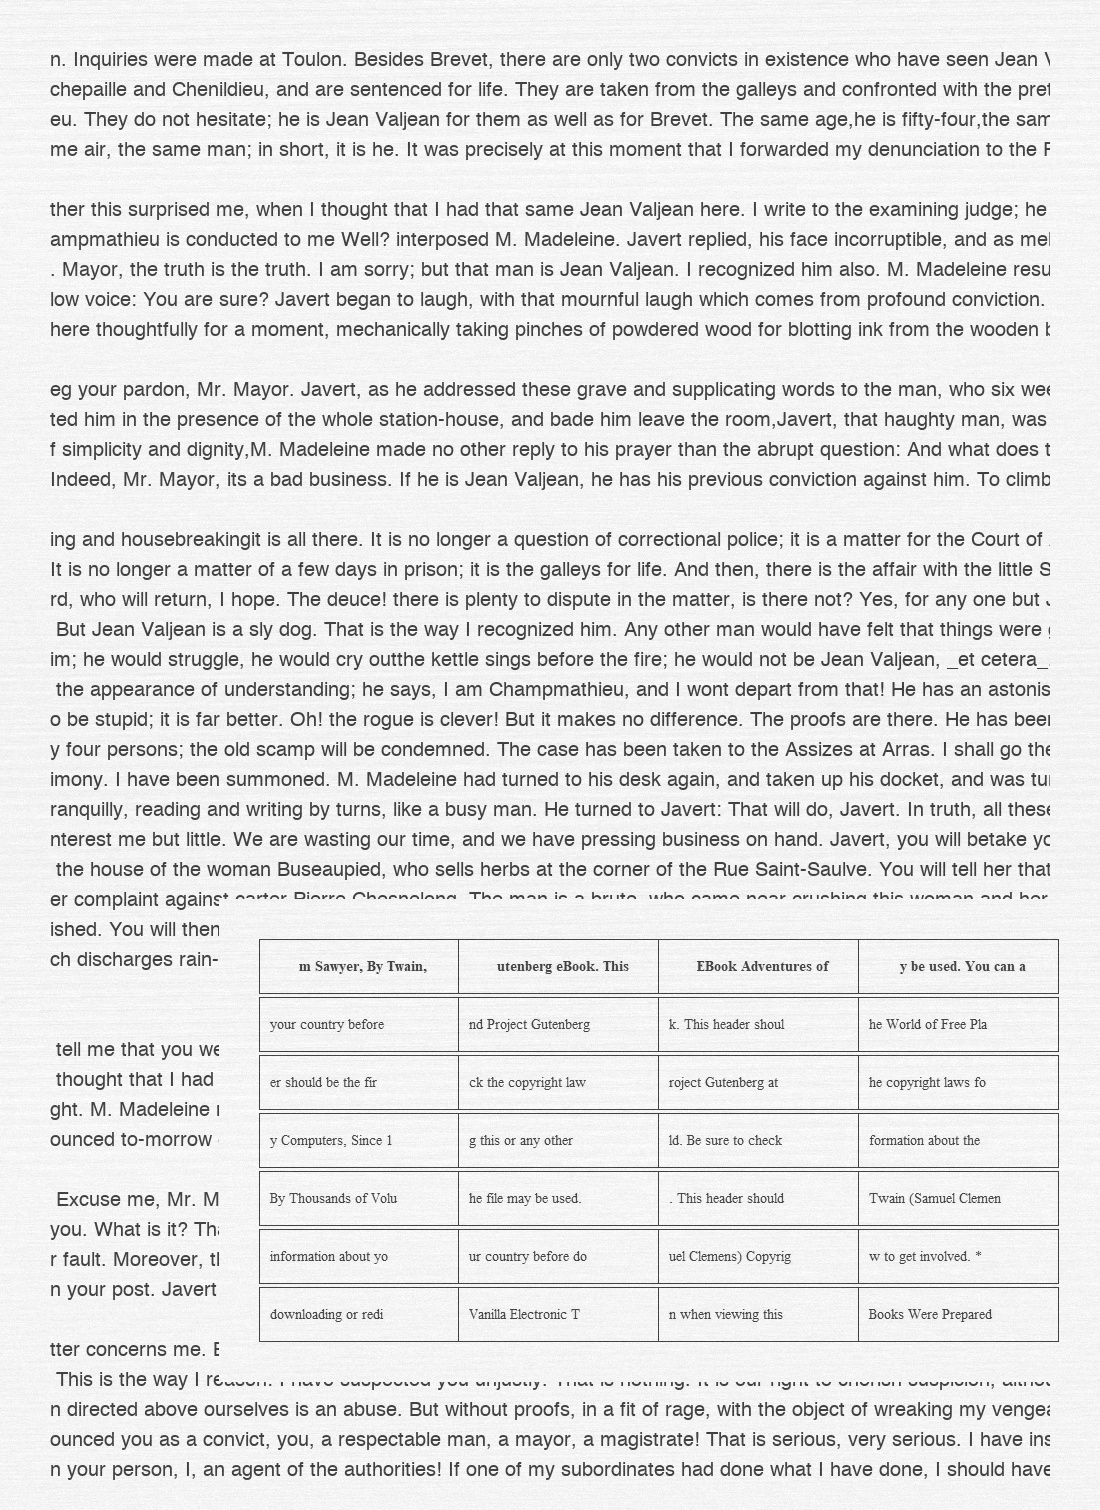 n. Inquiries were made at Toulon. Besides Brevet, there are only two convicts in existence who have seen Jean
chepaille and Chenildieu, and are sentenced for life. They are taken from the galleys and confronted with the
eu. They do not hesitate; he is Jean Valjean for them as well as for Brevet. The same age,he is fifty-four,the sam
me air, the same man; in short, it is he. It was precisely at this moment that I forwarded my denunciation to the
ther this surprised me, when I thought that I had that same Jean Valjean here. I write to the examining judge; he
ampmathieu is conducted to me Well? interposed M. Madeleine. Javert replied, his face incorruptible, and as
. Mayor, the truth is the truth. I am sorry; but that man is Jean Valjean. I recognized him also. M. Madeleine resu
low voice: You are sure? Javert began to laugh, with that mournful laugh which comes from profound conviction.
here thoughtfully for a moment, mechanically taking pinches of powdered wood for blotting ink from the wooden
eg your pardon, Mr. Mayor. Javert, as he addressed these grave and supplicating words to the man, who six
ted him in the presence of the whole station-house, and bade him leave the room,Javert, that haughty man, was
f simplicity and dignity,M. Madeleine made no other reply to his prayer than the abrupt question: And what does
Indeed, Mr. Mayor, its a bad business. If he is Jean Valjean, he has his previous conviction against him. To climb
ing and housebreakingit is all there. It is no longer a question of correctional police; it is a matter for the Court of
It is no longer a matter of a few days in prison; it is the galleys for life. And then, there is the affair with the little
rd, who will return, I hope. The deuce! there is plenty to dispute in the matter, is there not? Yes, for any one but
But Jean Valjean is a sly dog. That is the way I recognized him. Any other man would have felt that things were
im; he would struggle, he would cry outthe kettle sings before the fire; he would not be Jean Valjean, _et cetera_
the appearance of understanding; he says, I am Champmathieu, and I wont depart from that! He has an astonis
o be stupid; it is far better. Oh! the rogue is clever! But it makes no difference. The proofs are there. He has
y four persons; the old scamp will be condemned. The case has been taken to the Assizes at Arras. I shall go
imony. I have been summoned. M. Madeleine had turned to his desk again, and taken up his docket, and was
ranquilly, reading and writing by turns, like a busy man. He turned to Javert: That will do, Javert. In truth, all these
nterest me but little. We are wasting our time, and we have pressing business on hand. Javert, you will betake
the house of the woman Buseaupied, who sells herbs at the corner of the Rue Saint-Saulve. You will tell her that
er complaint against carter Pierre Chesnelong. The man is a brute, who came near crushing this woman and her
ished. You will then
ch discharges rain-
tell me that you
thought that I had
ght. M. Madeleine
ounced to-morrow
Excuse me, Mr.
you. What is it?
r fault. Moreover,
n your post. Javert
tter concerns me.
This is the way I reason. I have suspected you unjustly. That is nothing. It is our right to cherish suspicion,
n directed above ourselves is an abuse. But without proofs, in a fit of rage, with the object of wreaking my
ounced you as a convict, you, a respectable man, a mayor, a magistrate! That is serious, very serious. I have ins
n your person, I, an agent of the authorities! If one of my subordinates had done what I have done, I should have
m Sawyer, By Twain, utenberg eBook. This EBook Adventures of y be used. You can a
your country before nd Project Gutenberg k. This header shoul he World of Free Pla
er should be the fir ck the copyright law roject Gutenberg at he copyright laws fo
y Computers, Since 1 g this or any other ld. Be sure to check formation about the
By Thousands of Volu he file may be used. . This header should Twain (Samuel Clemen
information about yo ur country before do uel Clemens) Copyrig w to get involved. *
downloading or redi Vanilla Electronic T n when viewing this Books Were Prepared